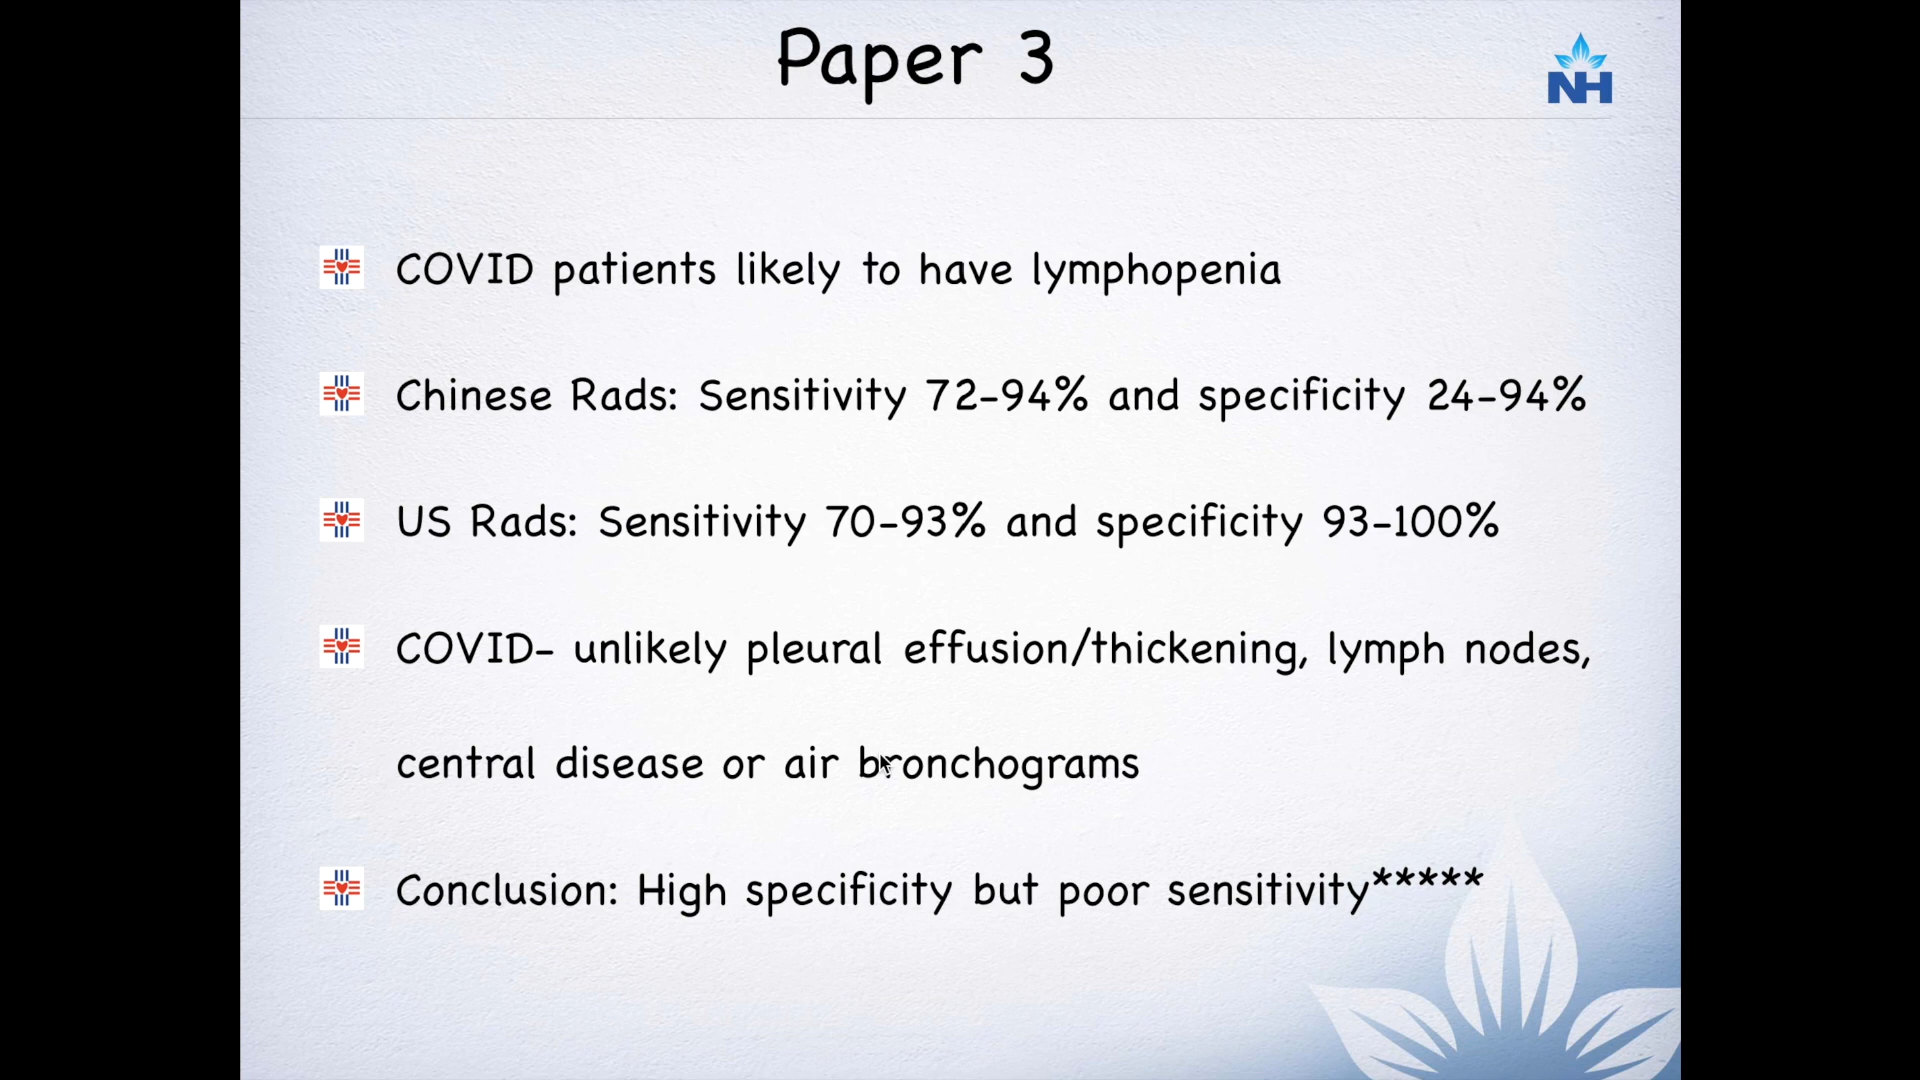 Paper 3
NH
COVID patients likely to have lymphopenia
Chinese Rads: Sensitivity 72-94% and specificity 24-94%
US Rads: Sensitivity 70-93% and specificity 93-100%
COVID- unlikely pleural effusion/thickening, lymph nodes,
central disease or air bronchograms
Conclusion: High specificity but poor sensitivity*****